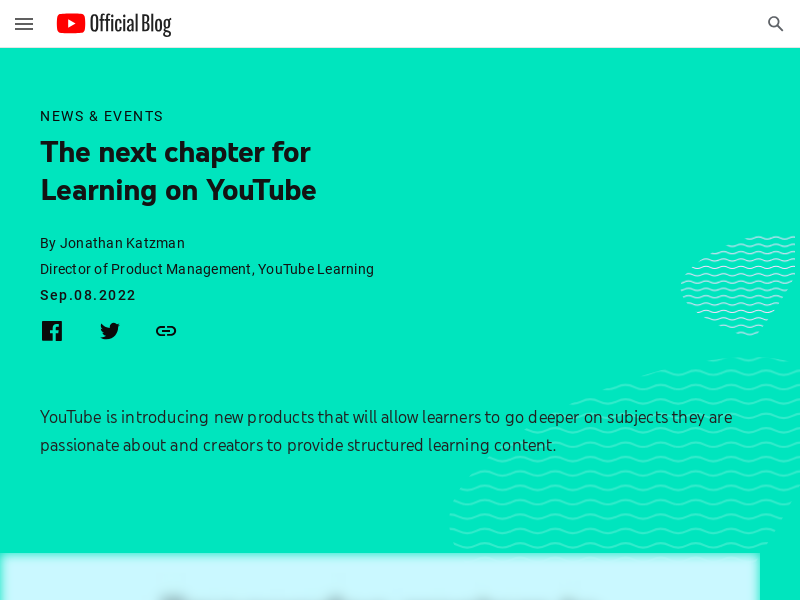 Official Blog
NEWS & EVENTS
The next chapter for
Learning on YouTube
By Jonathan Katzman
Director of Product Management, YouTube Learning
Sep.08.2022
YouTube is introducing new products that will allow learners to go deeper on subjects they are
passionate about and creators to provide structured learning content.